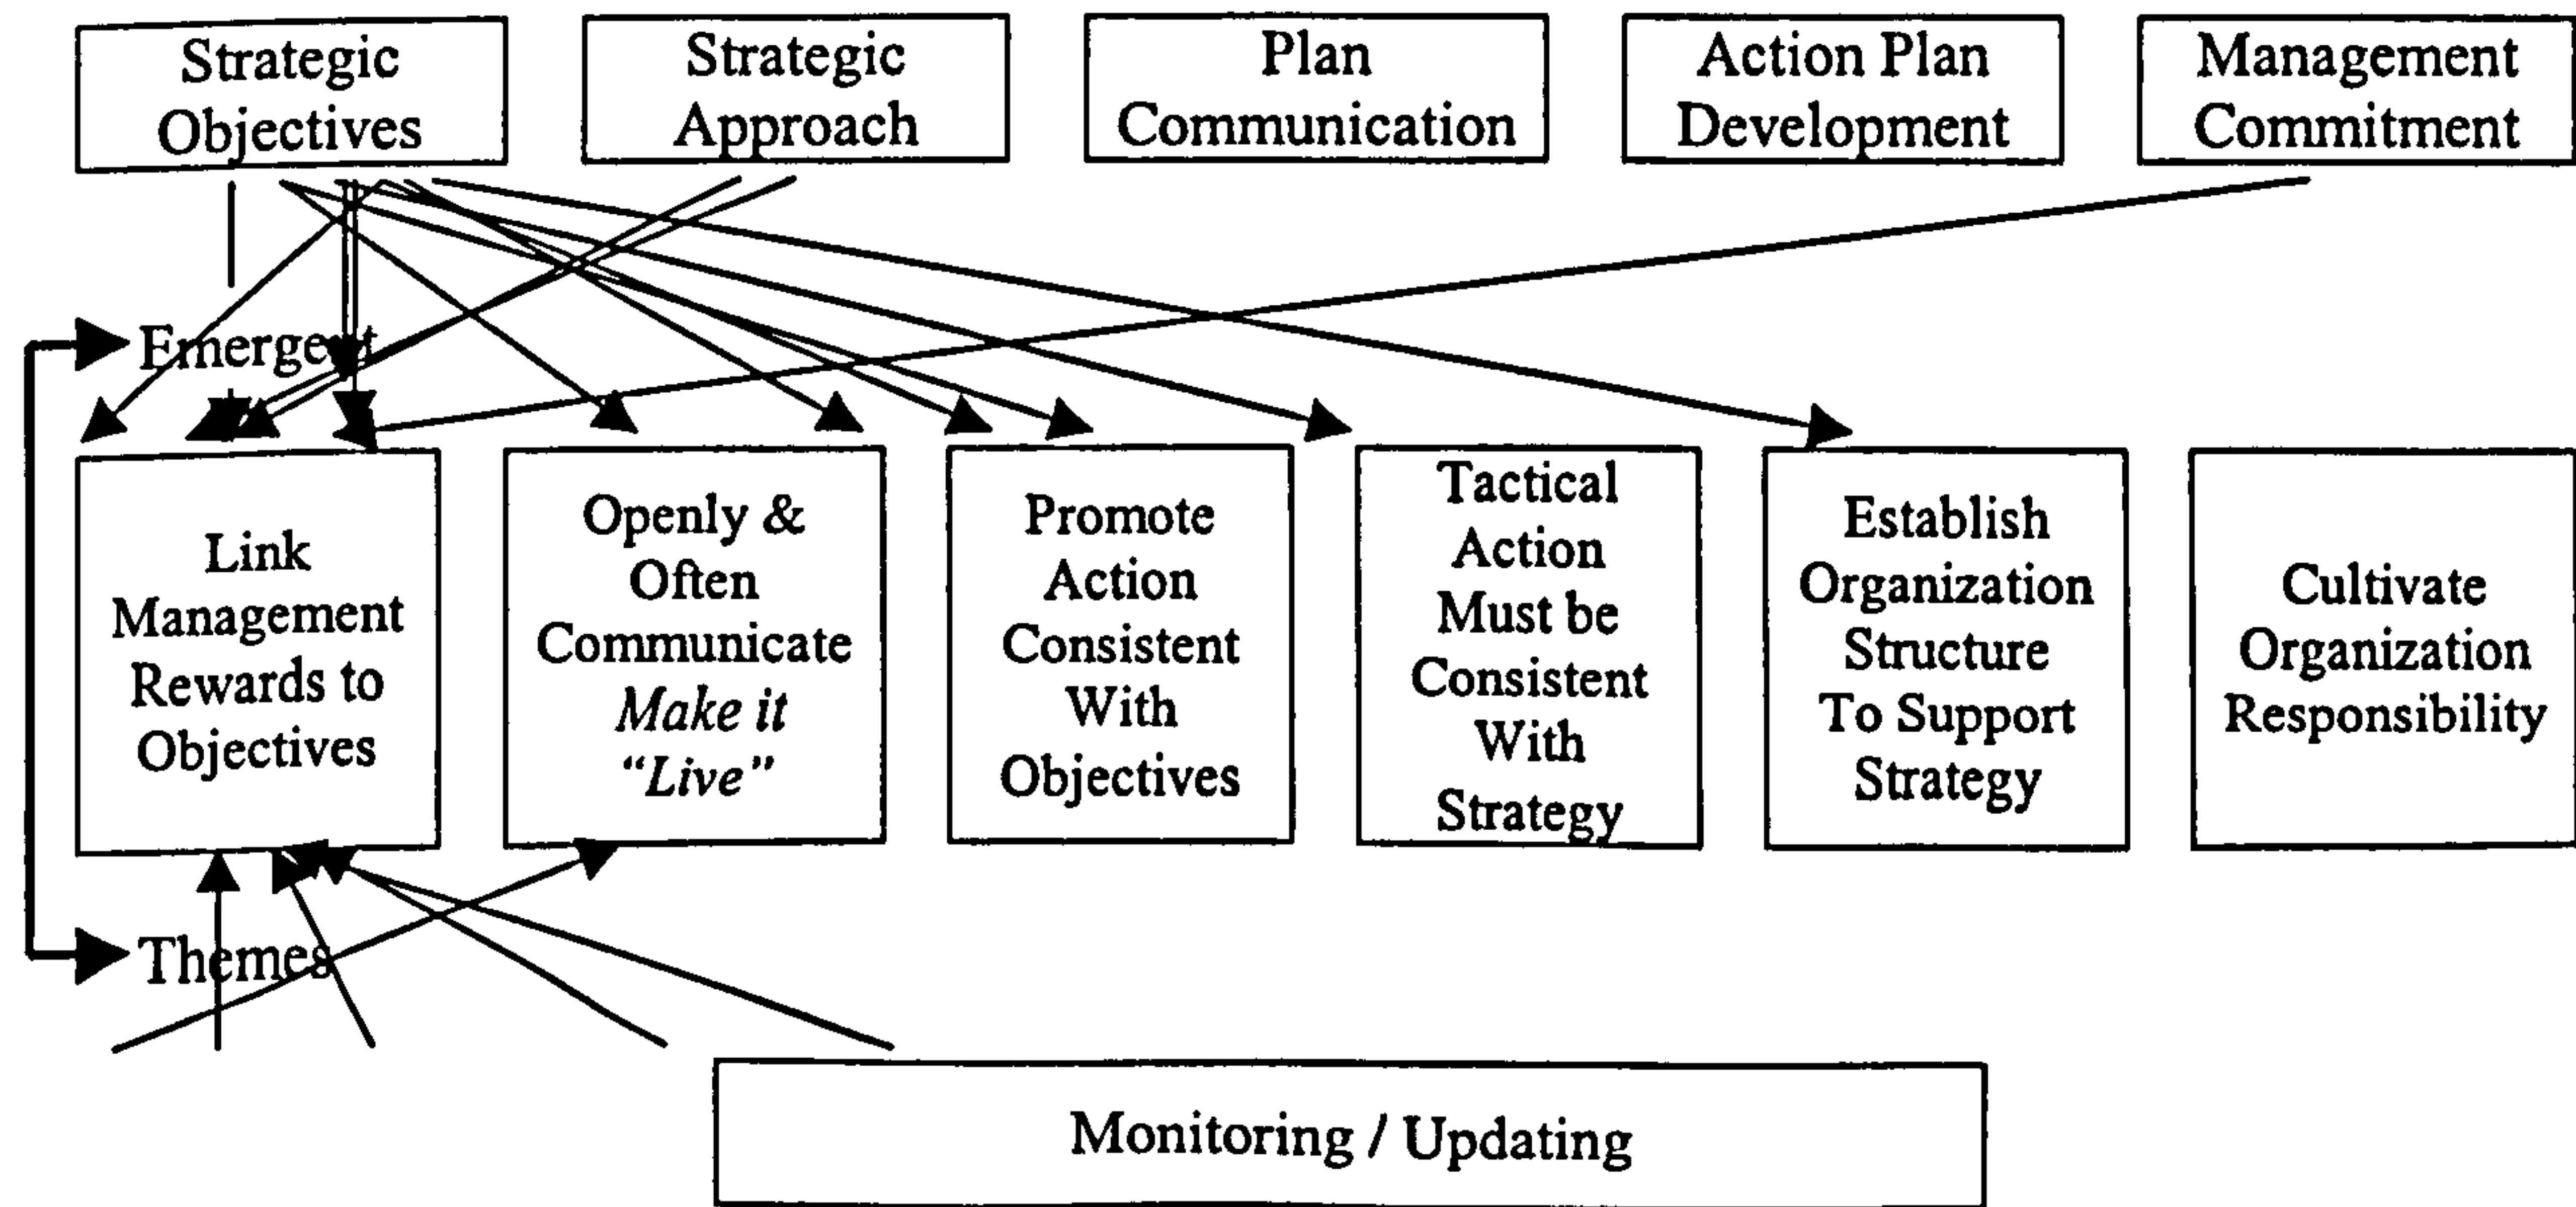 Strategic
Objectives
Strategic
Approach
Plan
Communication
Action Plan
Development
Management
Commitment
Emergent
Link
Management
Rewards to
Objectives
Openly &
Often
Communicate
Make it
“Live”
Promote
Action
Consistent
With
Objectives
Tactical
Action
Must be
Consistent
With
Strategy
Establish
Organization
Structure
To Support
Strategy
Cultivate
Organization
Responsibility
Themes
Monitoring / Updating